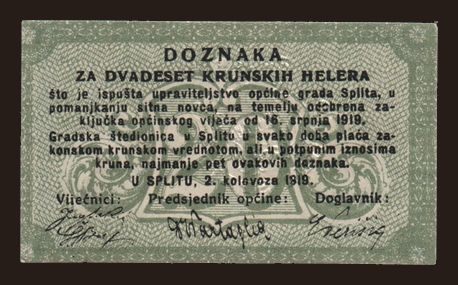 DOZNAKA
ZA DVADESET KRUNSKIH HELERA
što je ispušta upraviteljstvo općine grada Splita, u
pomanjkanju sitna novca, na temelju odobrena za-
ključka općinskog vijeća od 16. srpnja 1919.
Gradska štedionica u Splitu u svako doba plaća za-
konskom krunskom vrednotom, ali u potpunim iznosima
kruna, najmanje pet ovakovih doznaka.
U SPLITU, 2. kolovoza 1919.
Vijećnici: Predsjednik općine: Doglavnik: